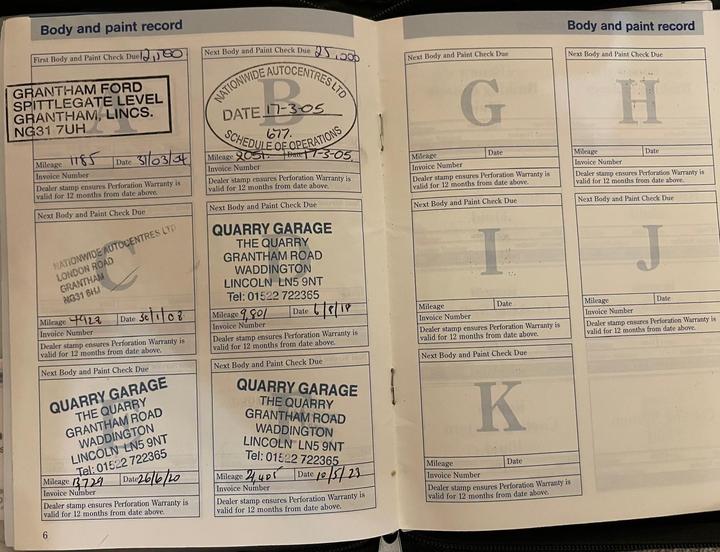 Body and paint record
First Body and Paint Check Due 12,500
GRANTHAM FORD
SPITTLEGATE LEVEL
GRANTHAM, LINCS.
NG31 7UH
Mileage 1185 Date 31/03/04
Invoice Number
Dealer stamp ensures Perforation Warranty is
valid for 12 months from date above.
Next Body and Paint Check Due 25,000
B
NATIONWIDE AUTOCENTRES LTD
DATE 17-3-05
677.
SCHEDULE OF OPERATIONS
Mileage 2051. Date 17-3-05.
Invoice Number
Dealer stamp ensures Perforation Warranty is
valid for 12 months from date above.
Next Body and Paint Check Due
C
NATIONWIDE AUTOCENTRES LTD
LONDON ROAD
GRANTHAM
NG31 6HJ
Mileage Date 30/1/08
Invoice Number
Dealer stamp ensures Perforation Warranty is
valid for 12 months from date above.
Next Body and Paint Check Due
QUARRY GARAGE
THE QUARRY
GRANTHAM ROAD
WADDINGTON
LINCOLN LN5 9NT
Tel: 01522 722365
Mileage 9,801 Date 6/8/18
Invoice Number
Dealer stamp ensures Perforation Warranty is
valid for 12 months from date above.
Next Body and Paint Check Due
QUARRY GARAGE
THE QUARRY
GRANTHAM ROAD
WADDINGTON
LINCOLN LN5 9NT
Tel: 01522 722365
Mileage 13729 Date 26/6/20
Invoice Number
Dealer stamp ensures Perforation Warranty is
valid for 12 months from date above.
Next Body and Paint Check Due
QUARRY GARAGE
THE QUARRY
GRANTHAM ROAD
WADDINGTON
LINCOLN LN5 9NT
Tel: 01522 722365
Mileage Date 10/5/23
Invoice Number
Dealer stamp ensures Perforation Warranty is
valid for 12 months from date above.
6
Body and paint record
Next Body and Paint Check Due
G
Mileage Date
Invoice Number
Dealer stamp ensures Perforation Warranty is
valid for 12 months from date above.
Next Body and Paint Check Due
H
Mileage Date
Invoice Number
Dealer stamp ensures Perforation Warranty is
valid for 12 months from date above.
Next Body and Paint Check Due
I
Mileage Date
Invoice Number
Dealer stamp ensures Perforation Warranty is
valid for 12 months from date above.
Next Body and Paint Check Due
J
Mileage Date
Invoice Number
Dealer stamp ensures Perforation Warranty is
valid for 12 months from date above.
Next Body and Paint Check Due
K
Mileage Date
Invoice Number
Dealer stamp ensures Perforation Warranty is
valid for 12 months from date above.